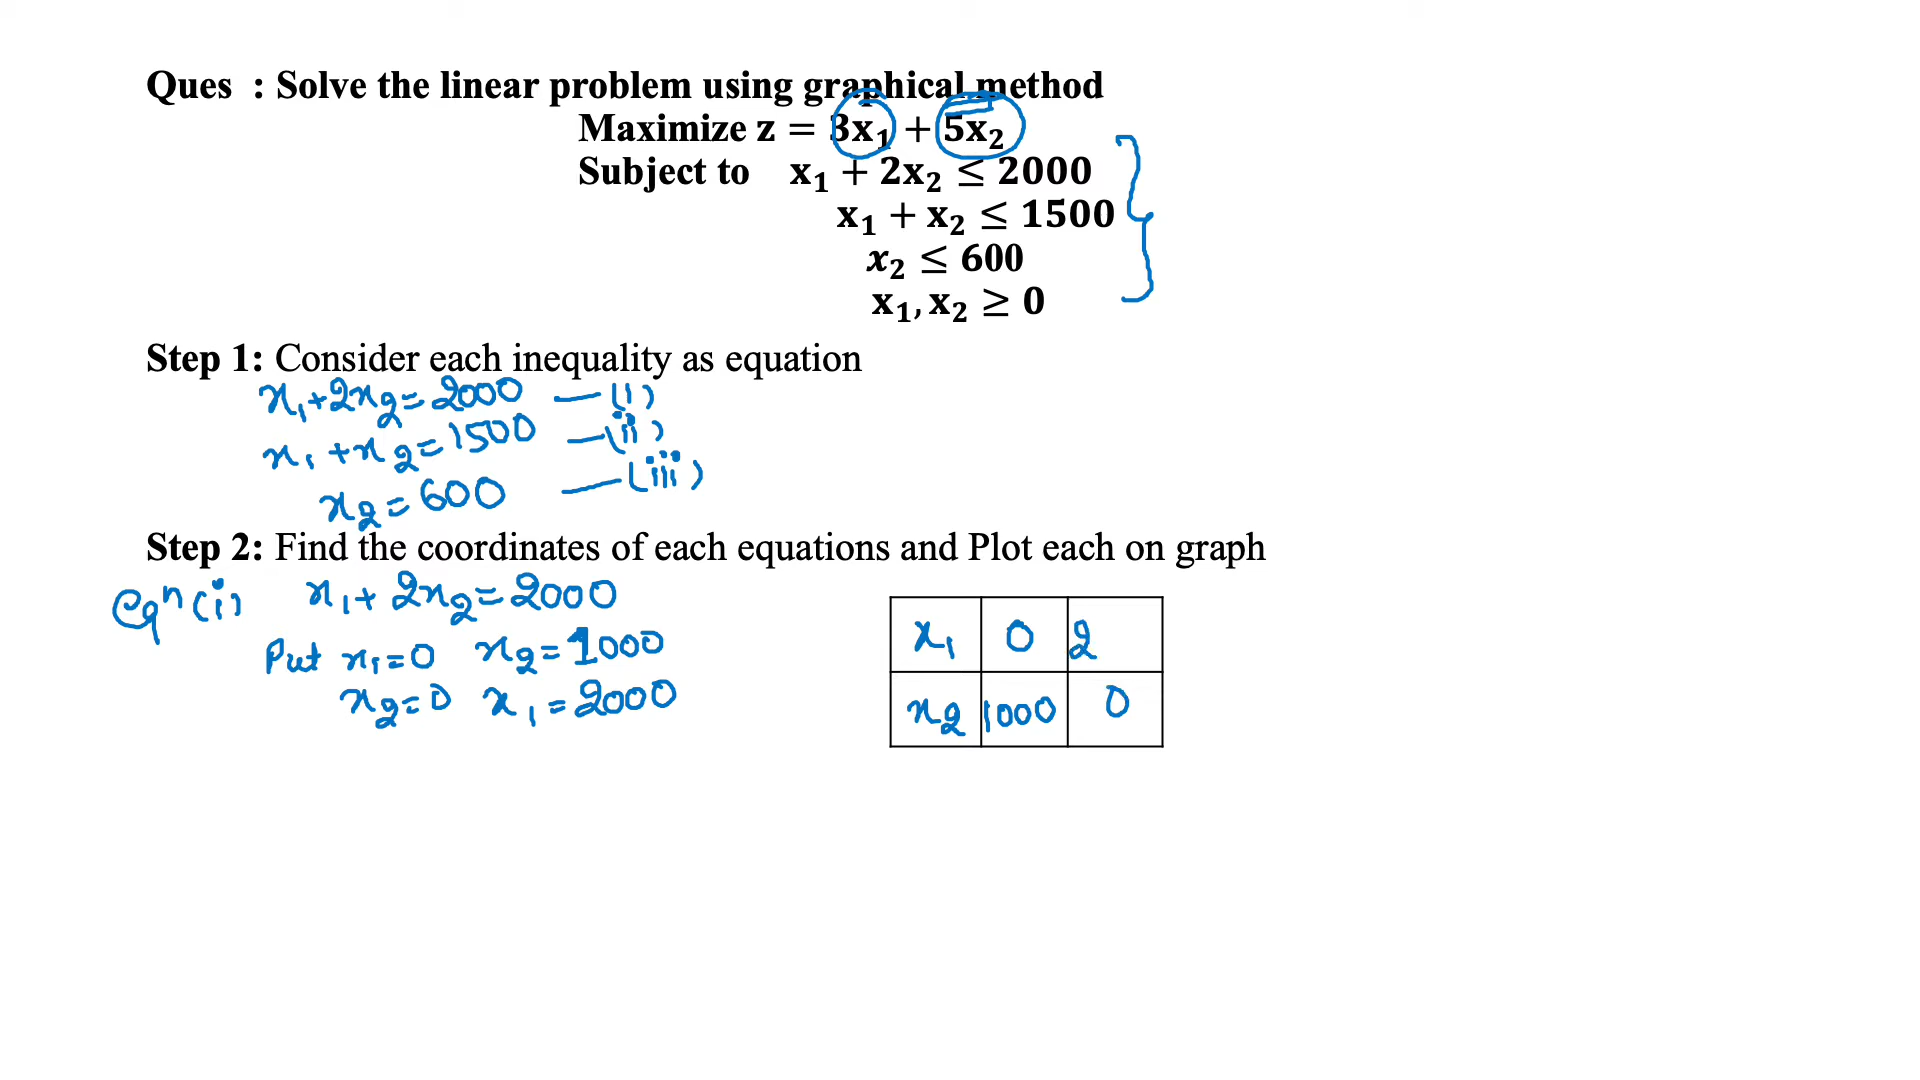 Ques : Solve the linear problem using graphical method
Maximize z = 3x₁ + 5x₂
Subject to x₁ + 2x₂ ≤ 2000
x₁ + x₂ ≤ 1500
x₂ ≤ 600
x₁, x₂ ≥ 0
Step 1: Consider each inequality as equation
x₁+2x₂=2000 —(i)
x₁+x₂=1500 —(ii)
x₂=600 —(iii)
Step 2: Find the coordinates of each equations and Plot each on graph
Eqⁿ(i) x₁+2x₂=2000
Put x₁=0 x₂=1000
x₂=0 x₁=2000
x₁ 0 2
x₂ 1000 0